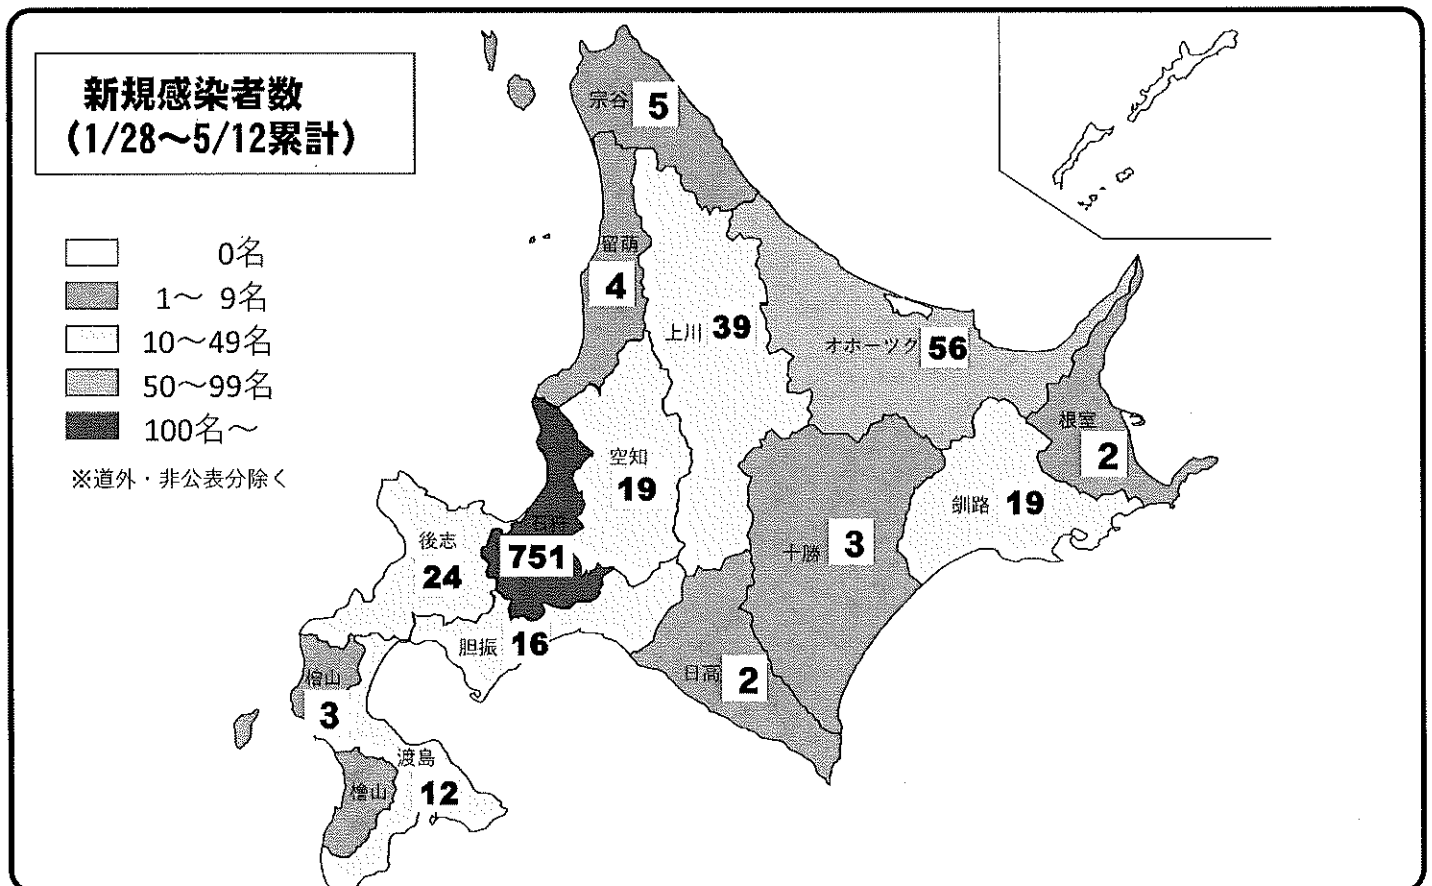 新規感染者数
(1/28～5/12累計)
0名
1～ 9名
10～49名
50～99名
100名～
※道外・非公表分除く
宗谷 5
留萌
4
上川 39
オホーツク 56
根室
2
空知
19
釧路 19
石狩
751
後志
24
十勝 3
胆振 16
日高 2
檜山
3
渡島
12
檜山